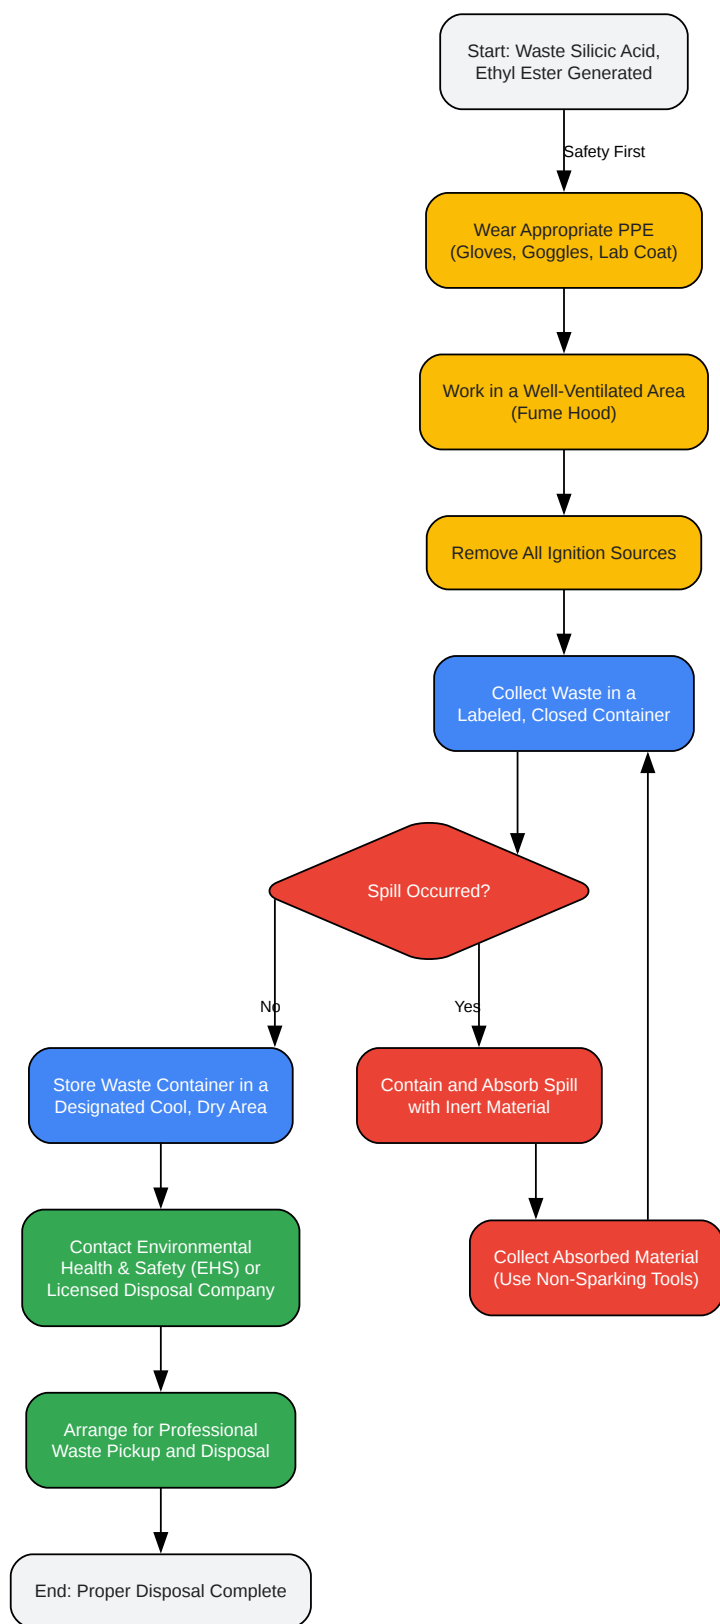 Start: Waste Silicic Acid,
Ethyl Ester Generated
Safety First
Wear Appropriate PPE
(Gloves, Goggles, Lab Coat)
Work in a Well-Ventilated Area
(Fume Hood)
Remove All Ignition Sources
Collect Waste in a
Labeled, Closed Container
Spill Occurred?
No
Yes
Store Waste Container in a
Designated Cool, Dry Area
Contain and Absorb Spill
with Inert Material
Contact Environmental
Health & Safety (EHS) or
Licensed Disposal Company
Collect Absorbed Material
(Use Non-Sparking Tools)
Arrange for Professional
Waste Pickup and Disposal
End: Proper Disposal Complete